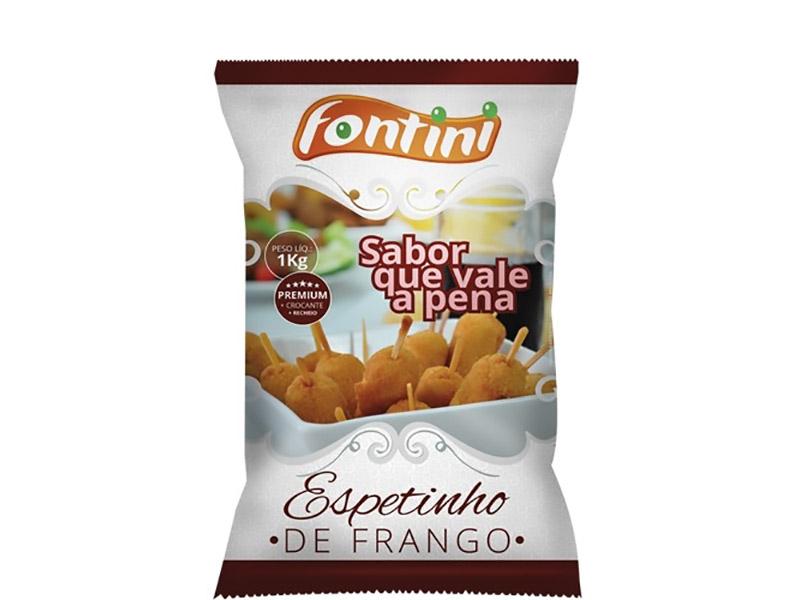 fontini
Sabor
que vale
a pena
PESO LÍQ.:
1Kg
PREMIUM
+ CROCANTE
+ RECHEIO
Espetinho
• DE FRANGO •